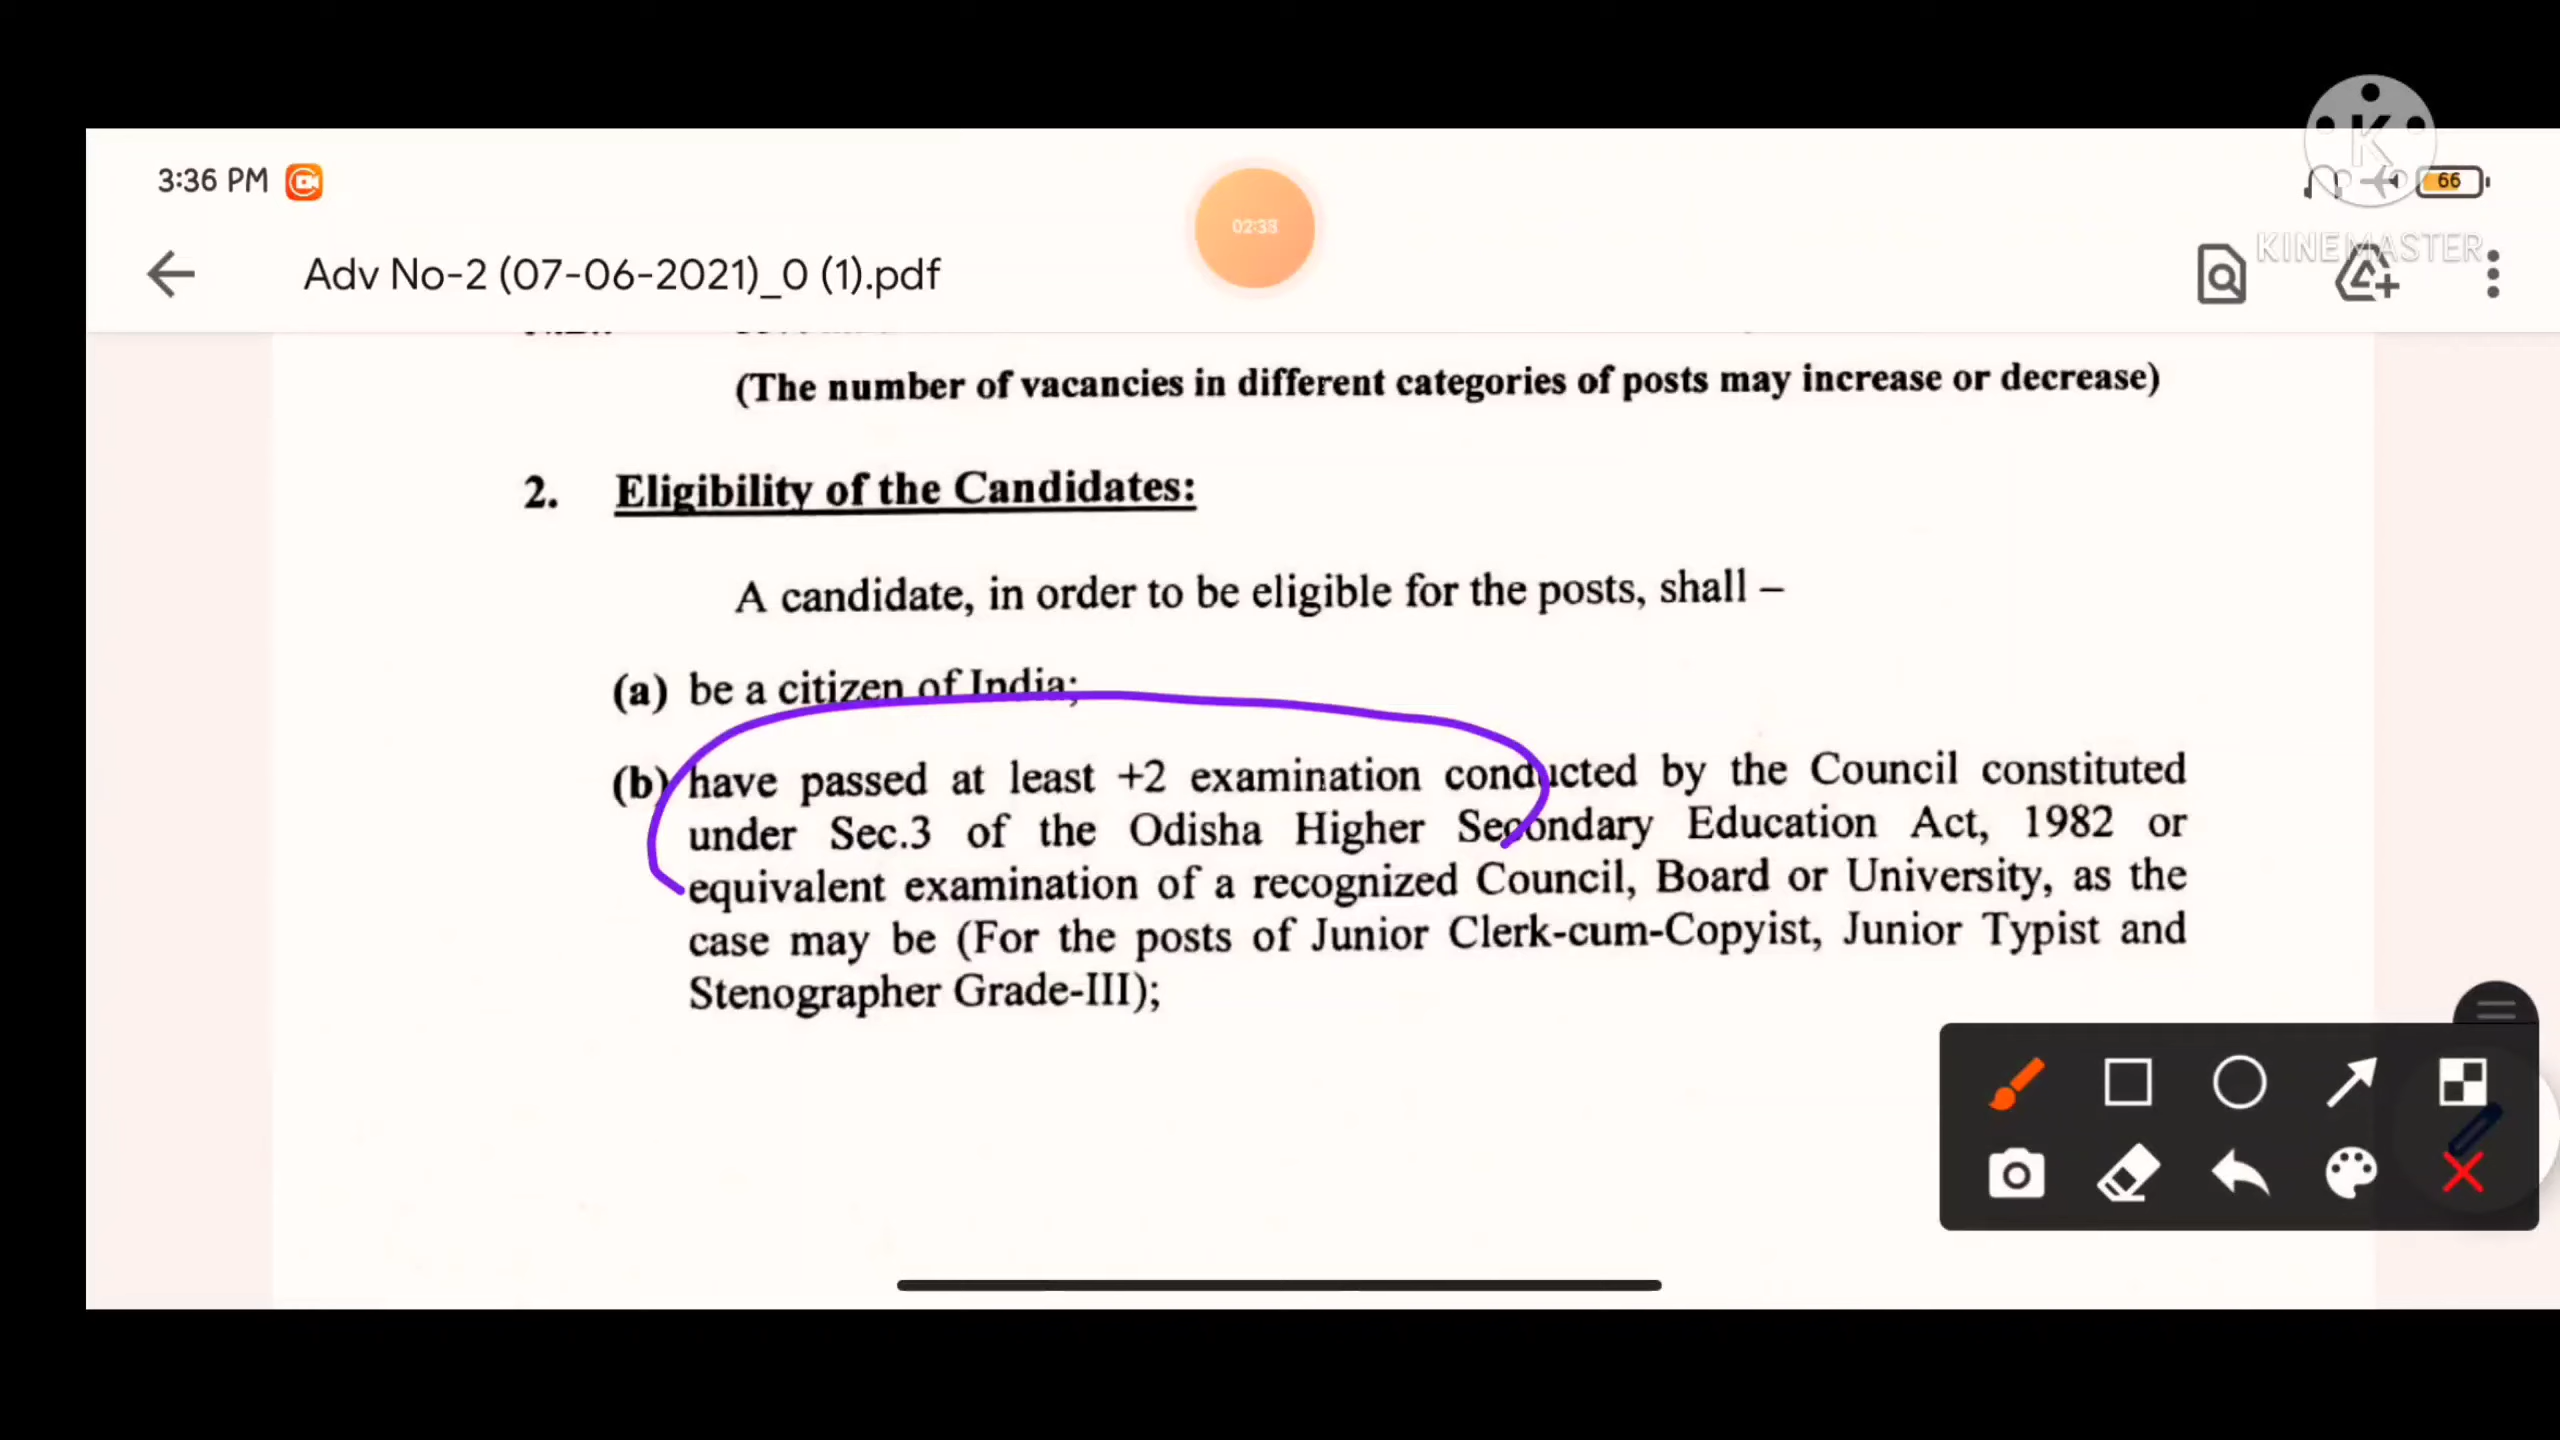 3:36 PM
66
02:38
KINEMASTER
Adv No-2 (07-06-2021)_0 (1).pdf
(The number of vacancies in different categories of posts may increase or decrease)
2. Eligibility of the Candidates:
A candidate, in order to be eligible for the posts, shall –
(a) be a citizen of India;
(b) have passed at least +2 examination conducted by the Council constituted
under Sec.3 of the Odisha Higher Secondary Education Act, 1982 or
equivalent examination of a recognized Council, Board or University, as the
case may be (For the posts of Junior Clerk-cum-Copyist, Junior Typist and
Stenographer Grade-III);